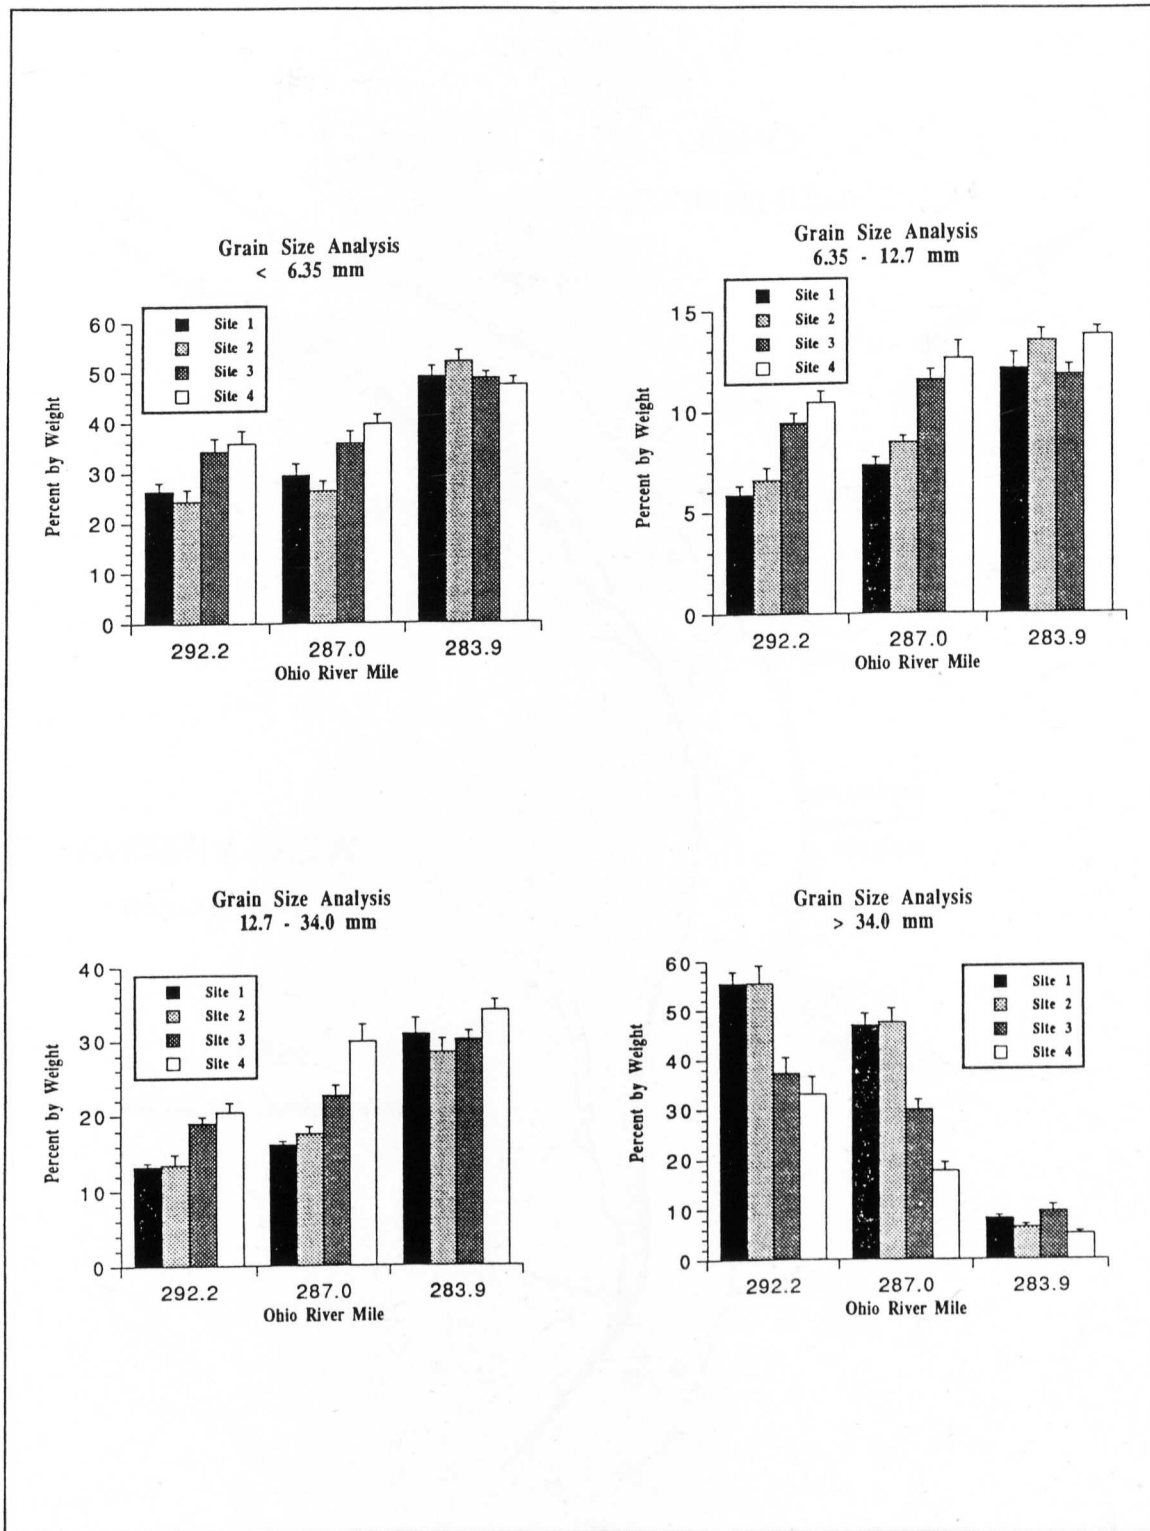 Grain Size Analysis
< 6.35 mm
Site 1
Site 2
Site 3
Site 4
60
50
40
30
20
10
0
Percent by Weight
292.2 287.0 283.9
Ohio River Mile
Grain Size Analysis
6.35 - 12.7 mm
Site 1
Site 2
Site 3
Site 4
15
10
5
0
Percent by Weight
292.2 287.0 283.9
Ohio River Mile
Grain Size Analysis
12.7 - 34.0 mm
Site 1
Site 2
Site 3
Site 4
40
30
20
10
0
Percent by Weight
292.2 287.0 283.9
Ohio River Mile
Grain Size Analysis
> 34.0 mm
Site 1
Site 2
Site 3
Site 4
60
50
40
30
20
10
0
Percent by Weight
292.2 287.0 283.9
Ohio River Mile